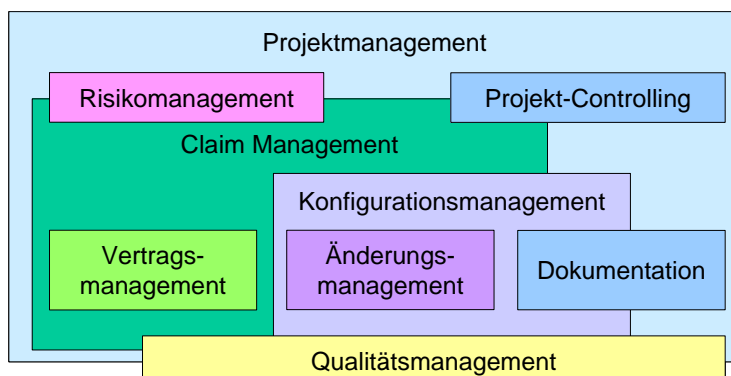 Projektmanagement
Risikomanagement
Projekt-Controlling
Claim Management
Konfigurationsmanagement
Vertrags-
management
Änderungs-
management
Dokumentation
Qualitätsmanagement